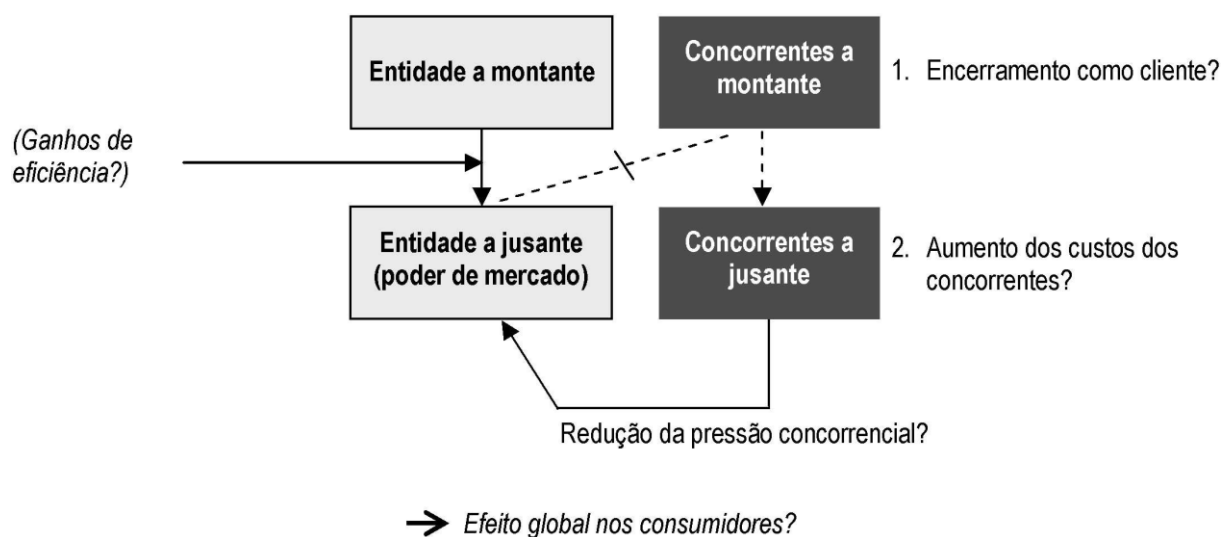 Entidade a montante
Concorrentes a
montante
1. Encerramento como cliente?
(Ganhos de
eficiência?)
Entidade a jusante
(poder de mercado)
Concorrentes a
jusante
2. Aumento dos custos dos
concorrentes?
Redução da pressão concorrencial?
Efeito global nos consumidores?